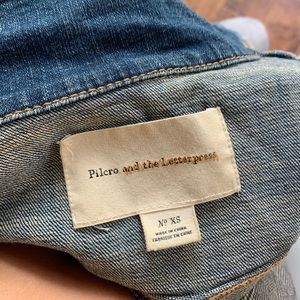 Pilcro and the Letterpress
Nº XS
MADE IN CHINA
FABRIQUÉ EN CHINE